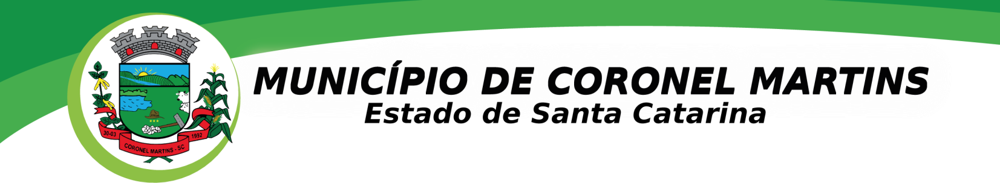 MUNICÍPIO DE CORONEL MARTINS
Estado de Santa Catarina
30-03
1992
CORONEL MARTINS - SC